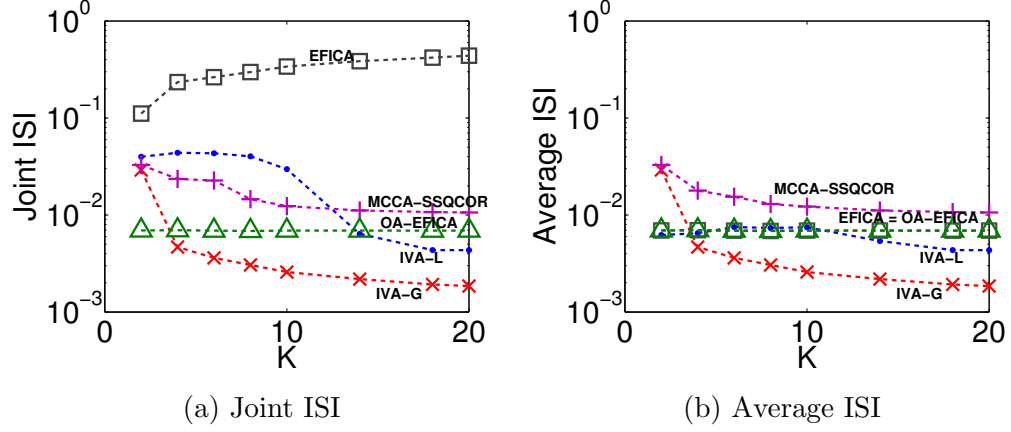 10^0
10^-1
10^-2
10^-3
Joint ISI
EFICA
MCCA-SSQCOR
OA-EFICA
IVA-L
IVA-G
0
10
20
K
(a) Joint ISI
10^0
10^-1
10^-2
10^-3
Average ISI
MCCA-SSQCOR
EFICA = OA-EFICA
IVA-L
IVA-G
0
10
20
K
(b) Average ISI